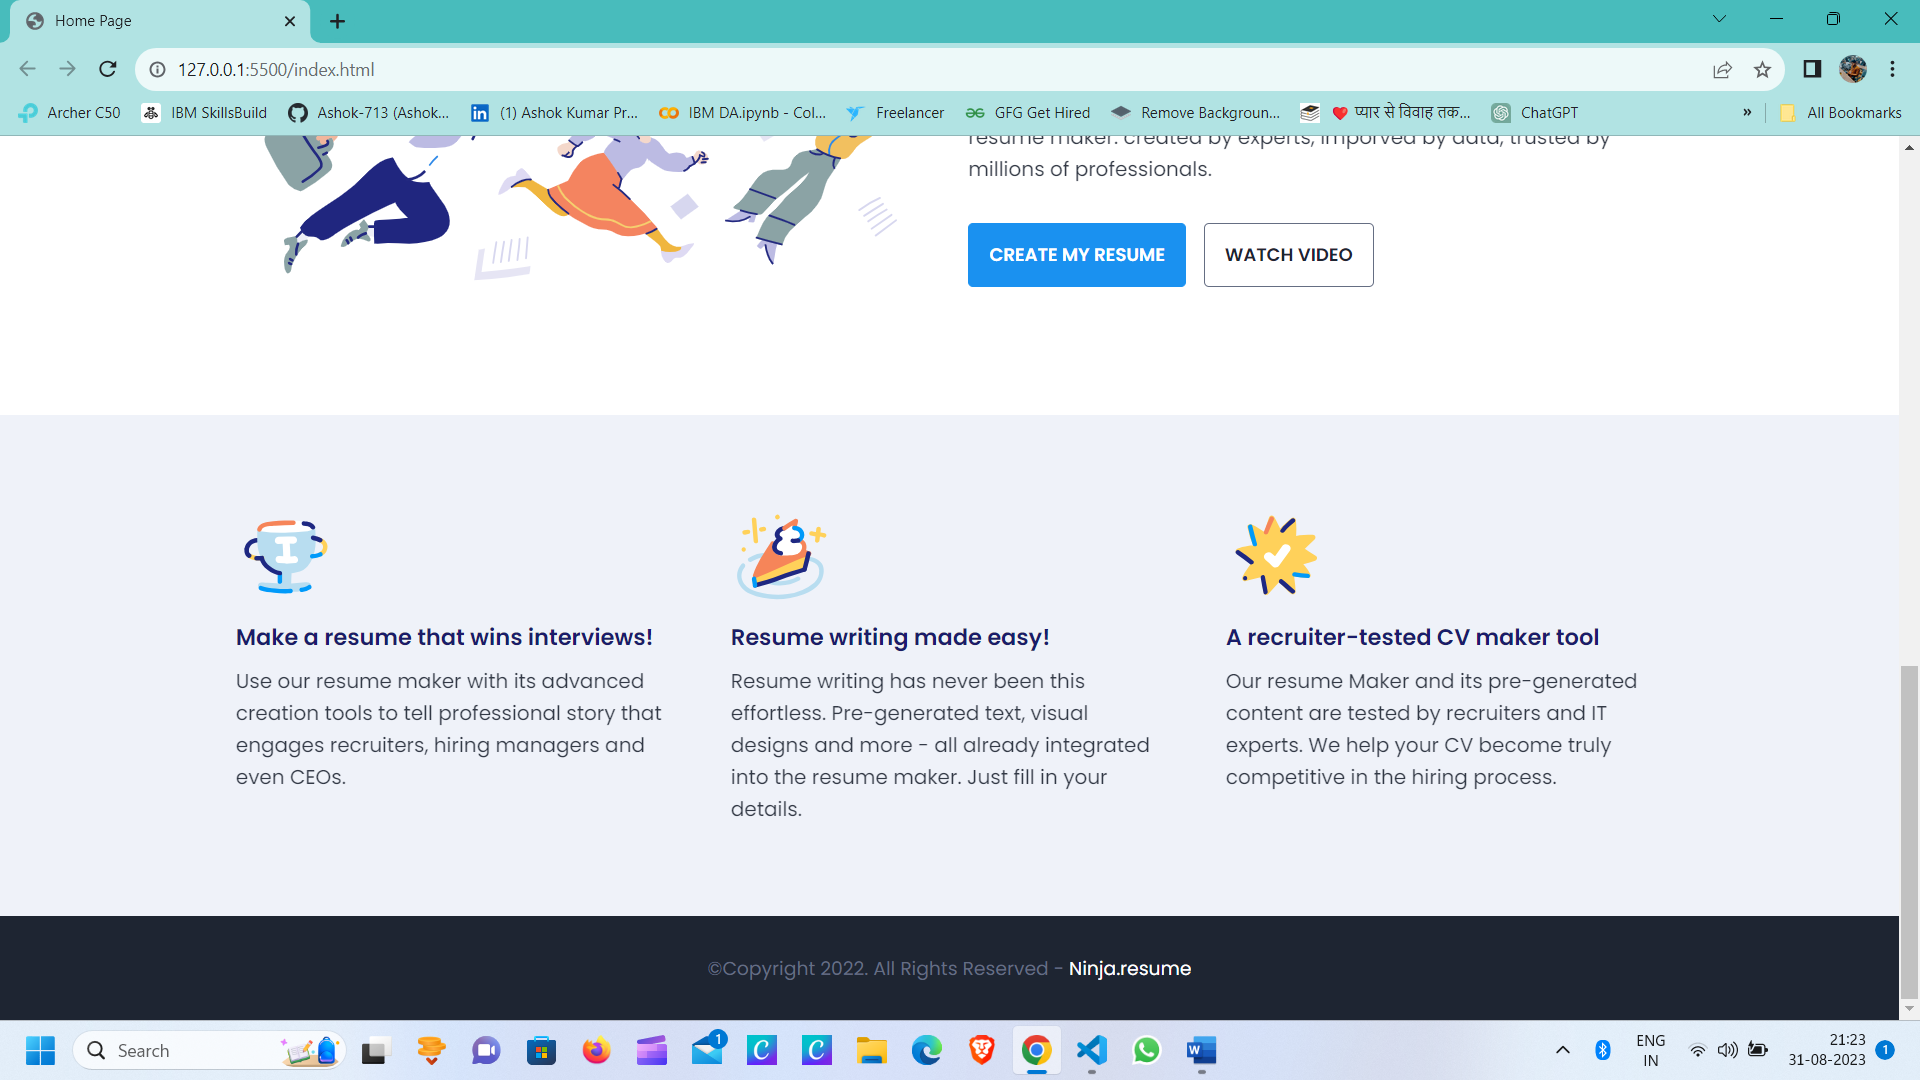 Home Page
127.0.0.1:5500/index.html
Archer C50 IBM SkillsBuild Ashok-713 (Ashok... (1) Ashok Kumar Pr... IBM DA.ipynb - Col... Freelancer GFG Get Hired Remove Backgroun... प्यार से विवाह तक... ChatGPT » All Bookmarks
resume maker. created by experts, imporved by data, trusted by
millions of professionals.
CREATE MY RESUME WATCH VIDEO
Make a resume that wins interviews!
Use our resume maker with its advanced
creation tools to tell professional story that
engages recruiters, hiring managers and
even CEOs.
Resume writing made easy!
Resume writing has never been this
effortless. Pre-generated text, visual
designs and more - all already integrated
into the resume maker. Just fill in your
details.
A recruiter-tested CV maker tool
Our resume Maker and its pre-generated
content are tested by recruiters and IT
experts. We help your CV become truly
competitive in the hiring process.
©Copyright 2022. All Rights Reserved - Ninja.resume
Search
1
ENG
IN
21:23
31-08-2023
1